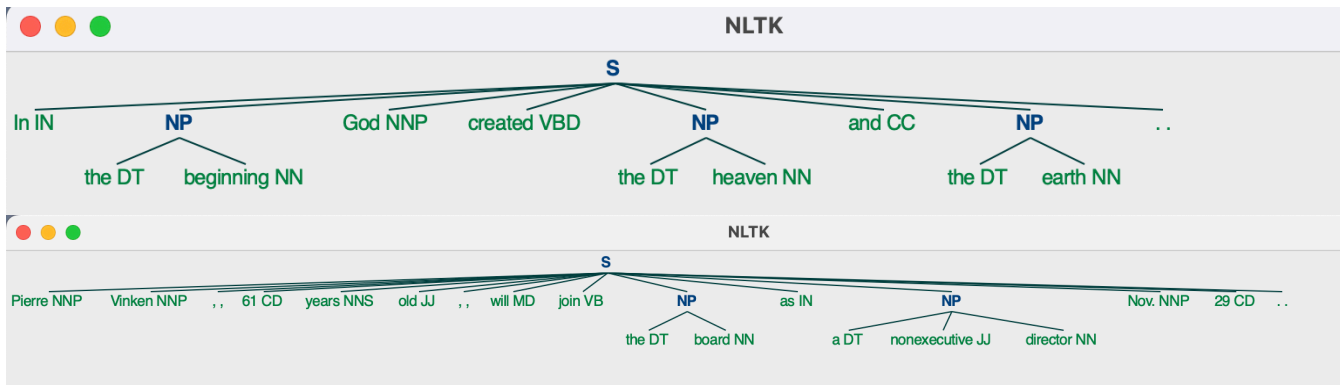 NLTK
S
In IN NP God NNP created VBD NP and CC NP . .
the DT beginning NN the DT heaven NN the DT earth NN
NLTK
S
Pierre NNP Vinken NNP , , 61 CD years NNS old JJ , , will MD join VB NP as IN NP Nov. NNP 29 CD . .
the DT board NN a DT nonexecutive JJ director NN